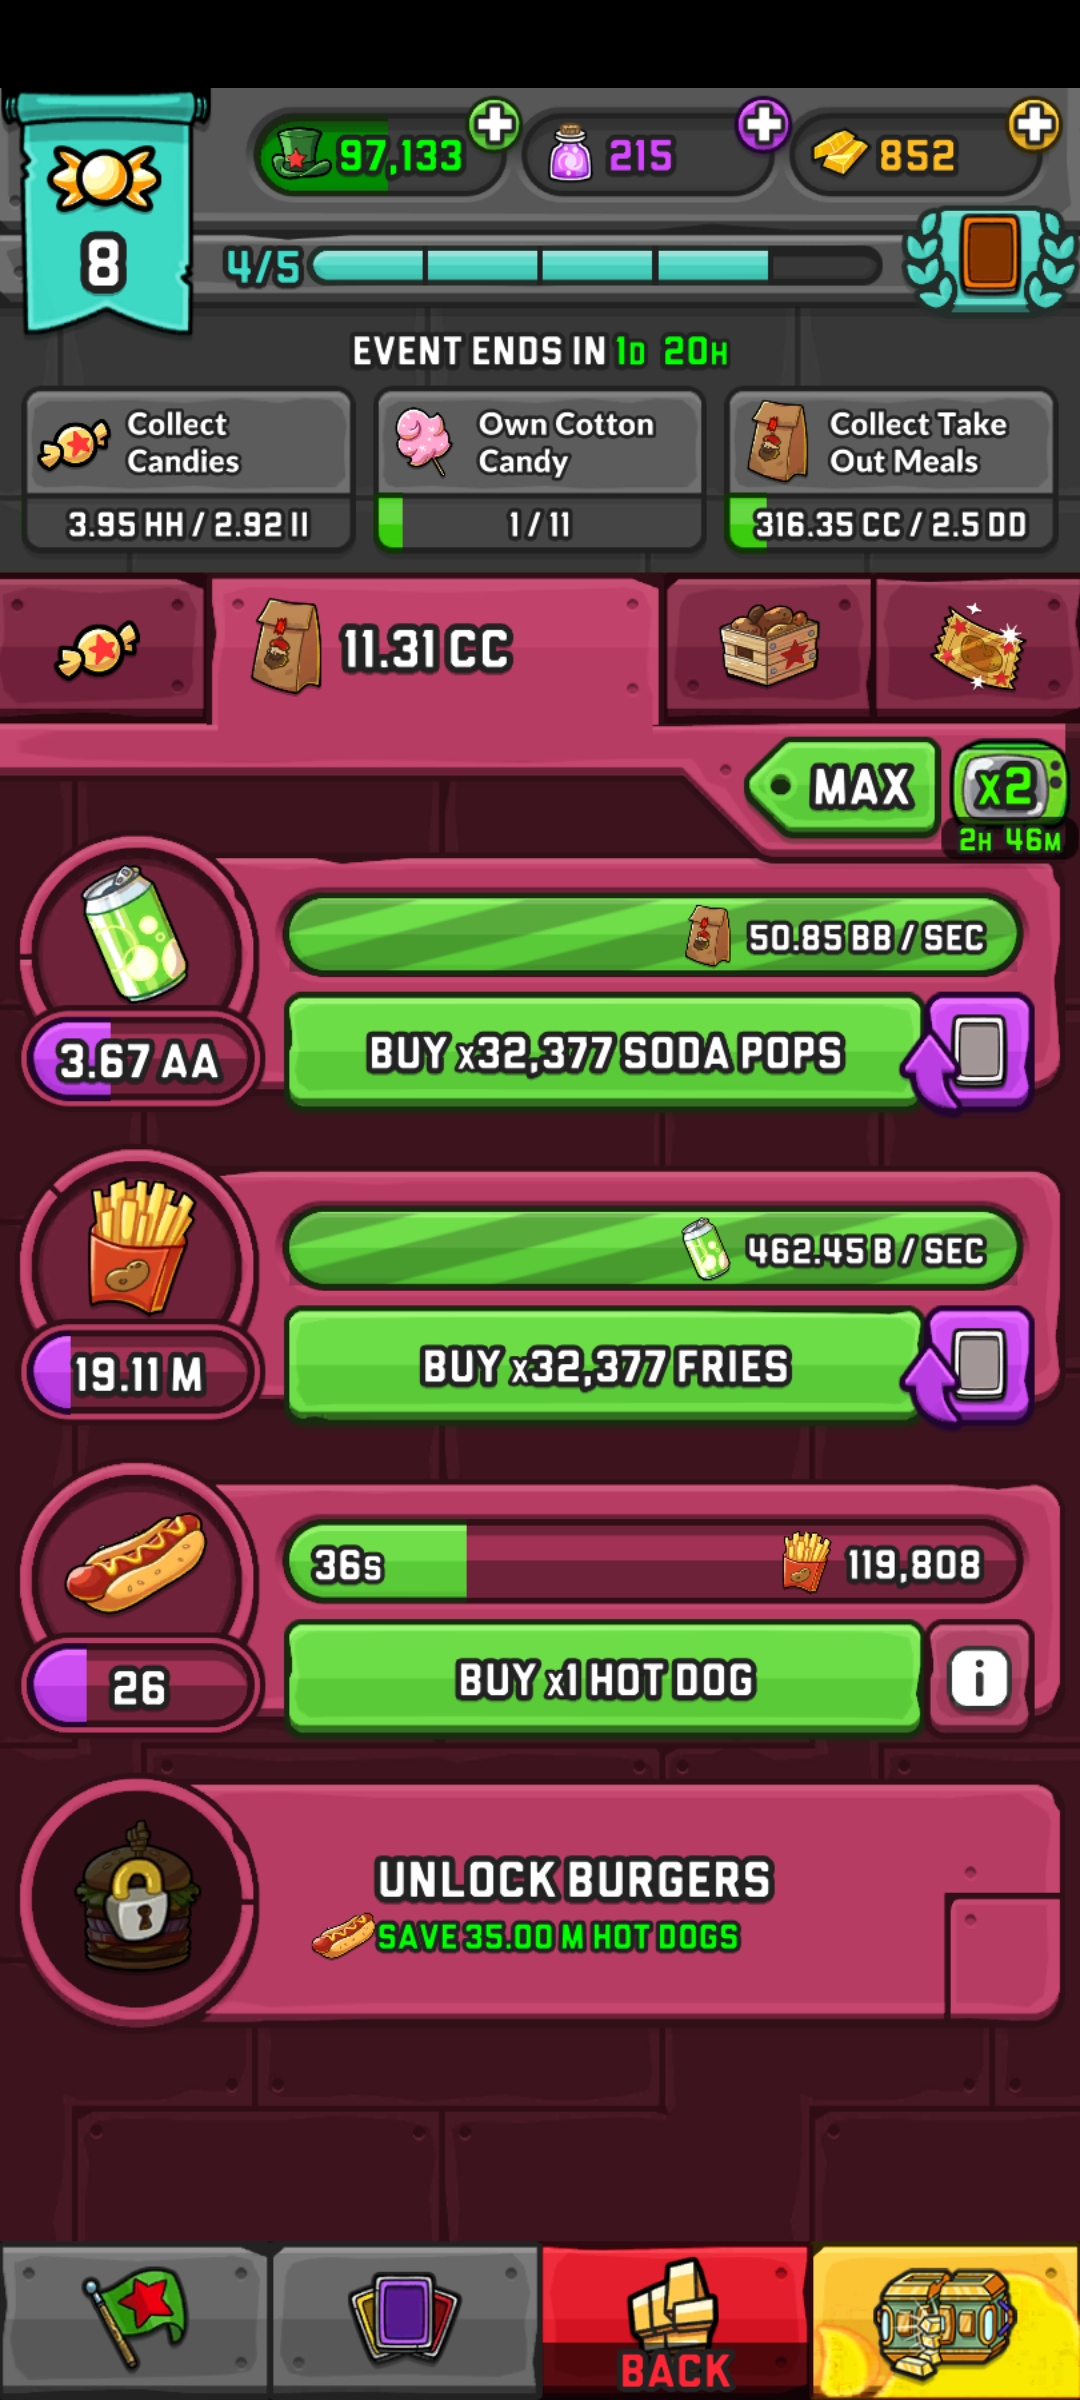 97,133
215
852
8
4/5
EVENT ENDS IN 1D 20H
Collect
Candies
3.95 HH / 2.92 II
Own Cotton
Candy
1 / 11
Collect Take
Out Meals
316.35 CC / 2.5 DD
11.31 CC
MAX
x2
2H 46M
50.85 BB / SEC
3.67 AA
BUY x32,377 SODA POPS
462.45 B / SEC
19.11 M
BUY x32,377 FRIES
36s
119,808
26
BUY x1 HOT DOG
i
UNLOCK BURGERS
SAVE 35.00 M HOT DOGS
BACK